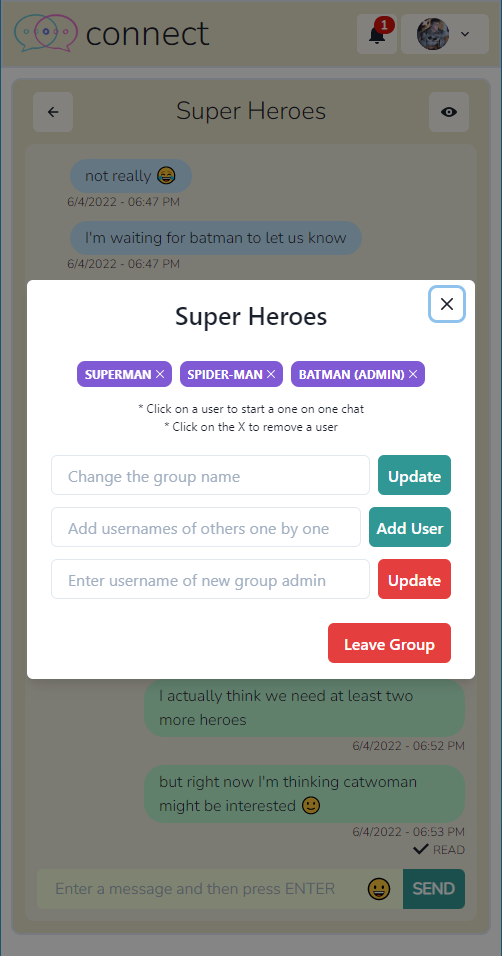 connect
1
Super Heroes
not really 😂
6/4/2022 - 06:47 PM
I'm waiting for batman to let us know
6/4/2022 - 06:47 PM
Super Heroes
SUPERMAN × SPIDER-MAN × BATMAN (ADMIN) ×
* Click on a user to start a one on one chat
* Click on the X to remove a user
Change the group name Update
Add usernames of others one by one Add User
Enter username of new group admin Update
Leave Group
I actually think we need at least two
more heroes
6/4/2022 - 06:52 PM
but right now I'm thinking catwoman
might be interested 🙂
6/4/2022 - 06:53 PM
READ
Enter a message and then press ENTER 😀 SEND